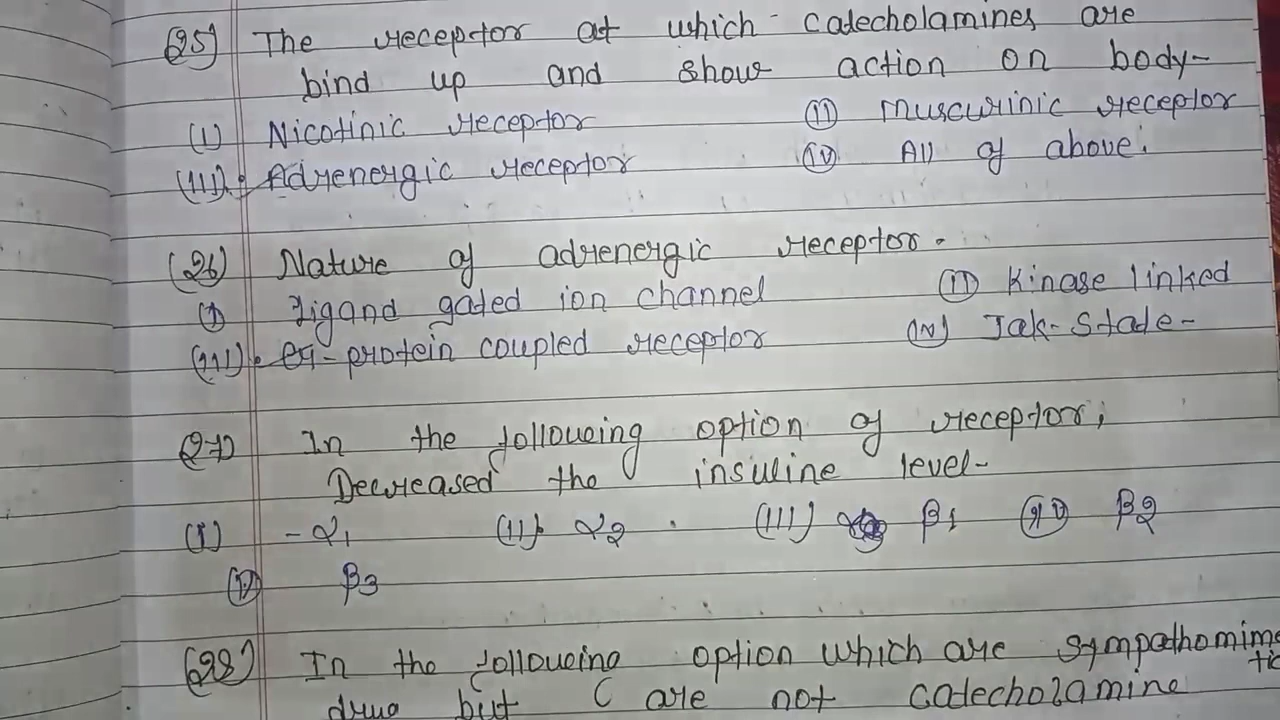 (25) The receptor at which catecholamines are
bind up and show action on body-
(I) Nicotinic receptor (II) Muscurinic receptor
(III) Adrenergic receptor (IV) All of above.
(26) Nature of adrenergic receptor.
(I) Ligand gated ion channel (II) Kinase linked
(III) G-protein coupled receptor (IV) Jak-State-
(27) In the following option of receptor;
Decreased the insuline level-
(I) - α1 (II) α2 (III) β1 (IV) β2
(V) β3
(28) In the following option which are sympathomime
tic
drug but ( are not catecholamine